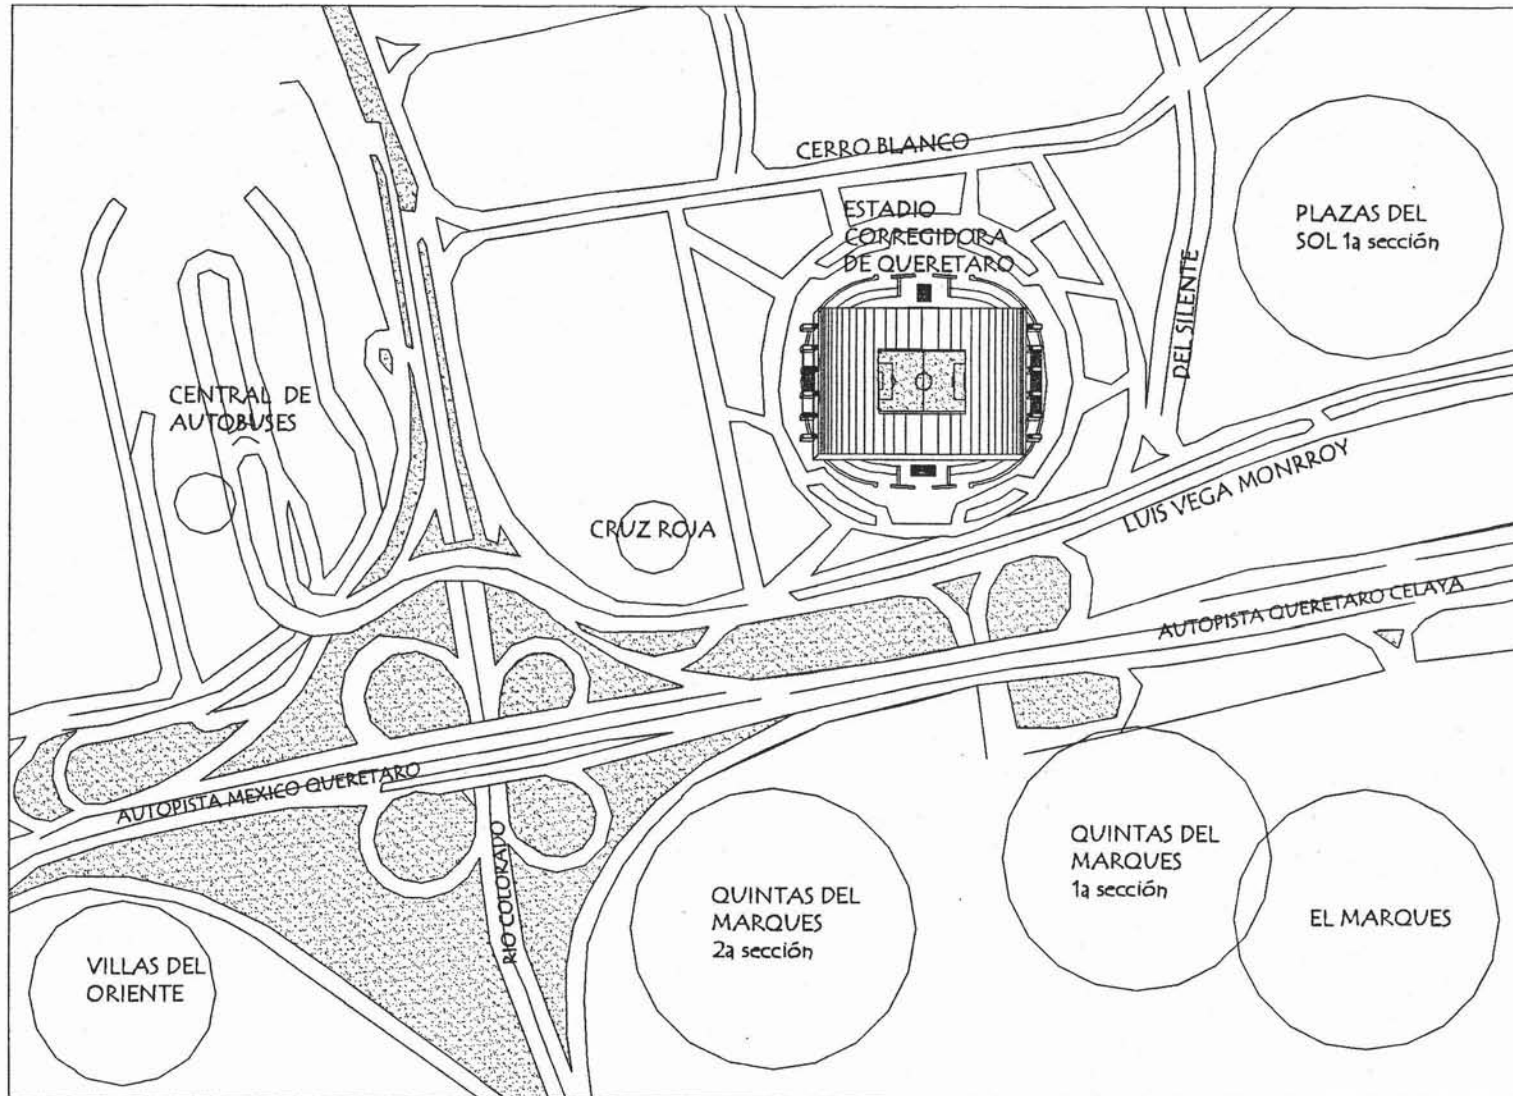 CERRO BLANCO
ESTADIO
CORREGIDORA
DE QUERETARO
PLAZAS DEL
SOL 1a sección
DEL SILENTE
CENTRAL DE
AUTOBUSES
CRUZ ROJA
LUIS VEGA MONRROY
AUTOPISTA QUERETARO CELAYA
AUTOPISTA MEXICO QUERETARO
RIO COLORADO
QUINTAS DEL
MARQUES
1a sección
QUINTAS DEL
MARQUES
2a sección
EL MARQUES
VILLAS DEL
ORIENTE